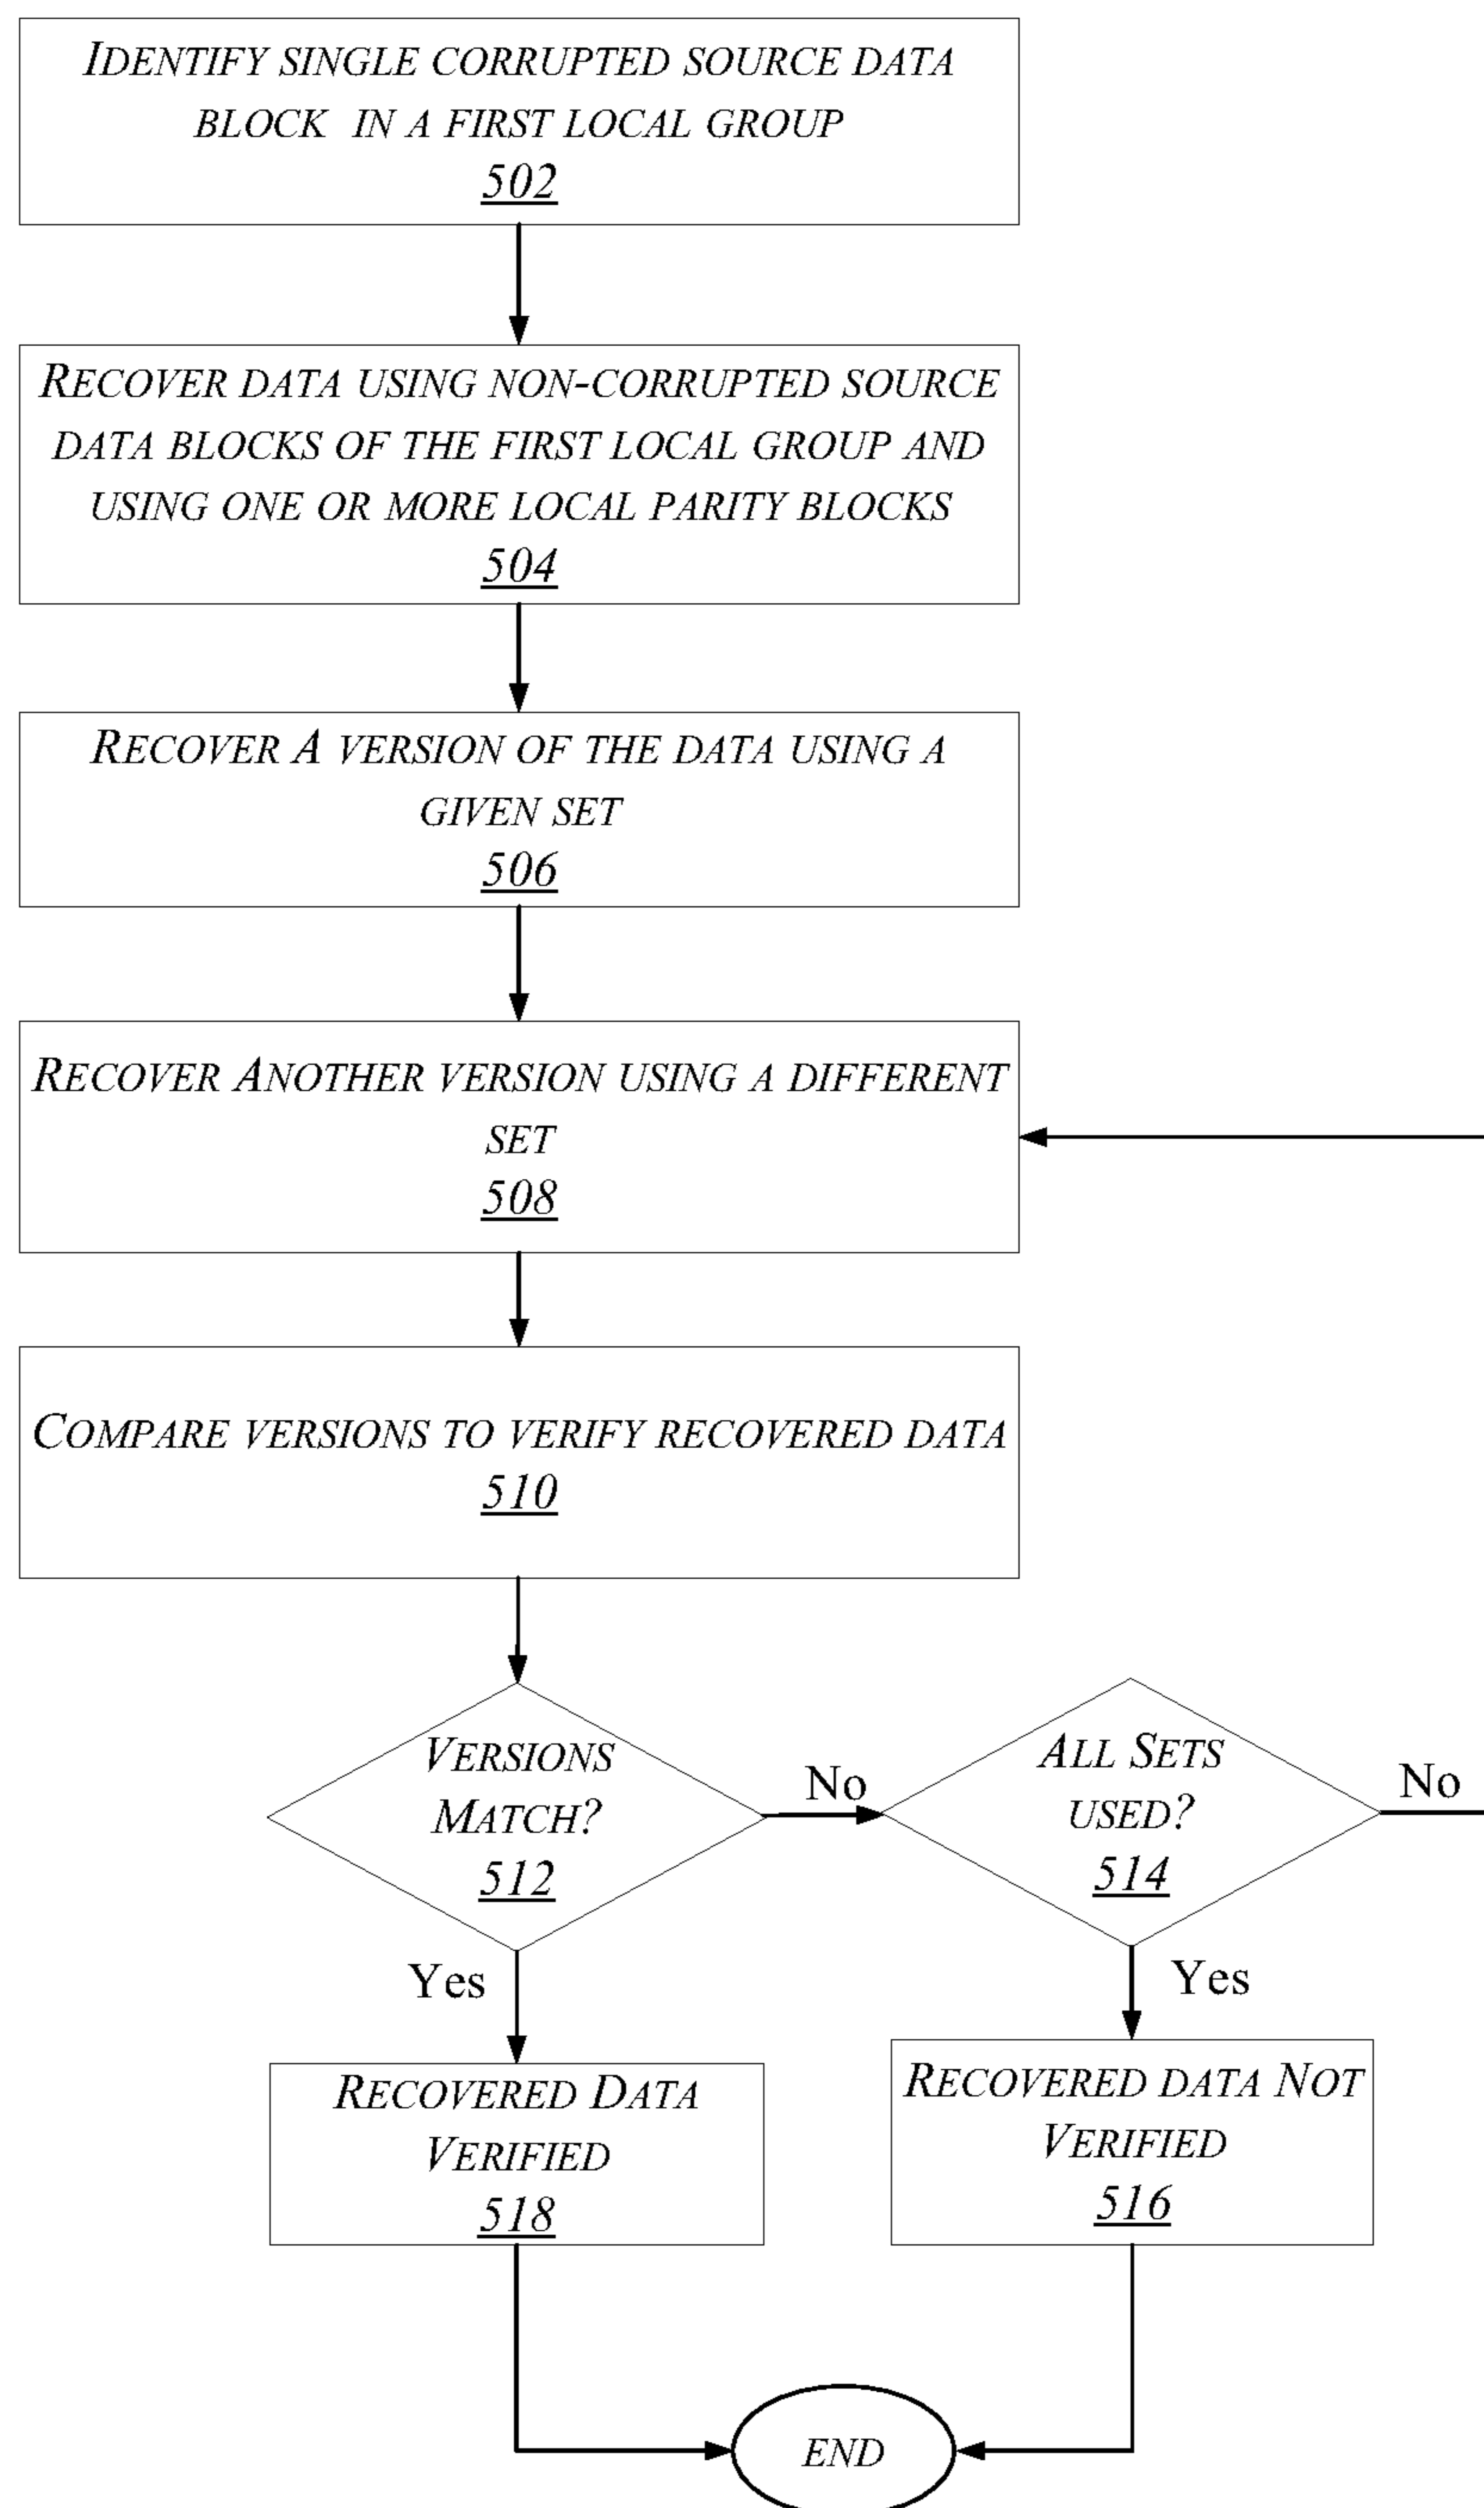 IDENTIFY SINGLE CORRUPTED SOURCE DATA
BLOCK IN A FIRST LOCAL GROUP
502
RECOVER DATA USING NON-CORRUPTED SOURCE
DATA BLOCKS OF THE FIRST LOCAL GROUP AND
USING ONE OR MORE LOCAL PARITY BLOCKS
504
RECOVER A VERSION OF THE DATA USING A
GIVEN SET
506
RECOVER ANOTHER VERSION USING A DIFFERENT
SET
508
COMPARE VERSIONS TO VERIFY RECOVERED DATA
510
VERSIONS
MATCH?
512
No
ALL SETS
USED?
514
No
Yes
Yes
RECOVERED DATA
VERIFIED
518
RECOVERED DATA NOT
VERIFIED
516
END